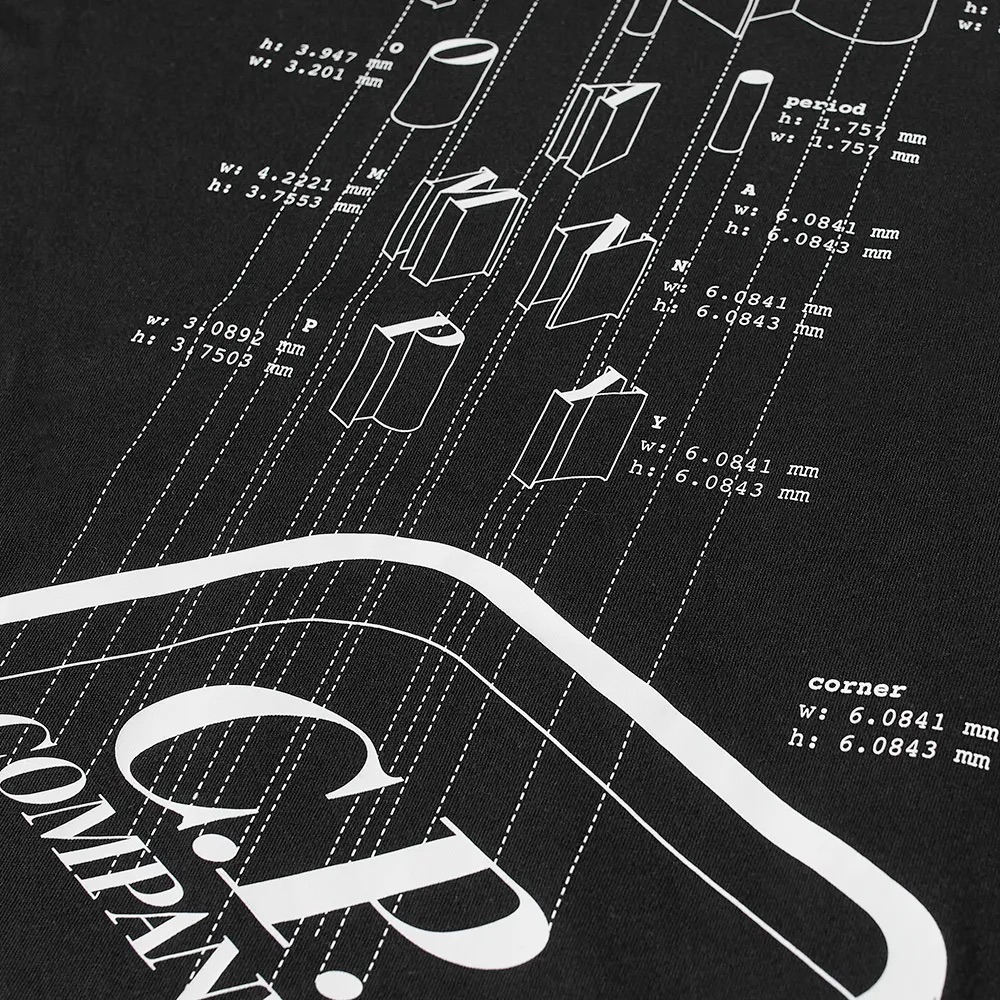 h:
w:
O
h: 3.947 mm
w: 3.201 mm
period
h: 1.757 mm
w: 1.757 mm
M
w: 4.2221 mm
h: 3.7553 mm
A
w: 6.0841 mm
h: 6.0843 mm
N
w: 6.0841 mm
h: 6.0843 mm
P
w: 3.0892 mm
h: 3.7503 mm
Y
w: 6.0841 mm
h: 6.0843 mm
corner
w: 6.0841 mm
h: 6.0843 mm
C.P.
COMPANY